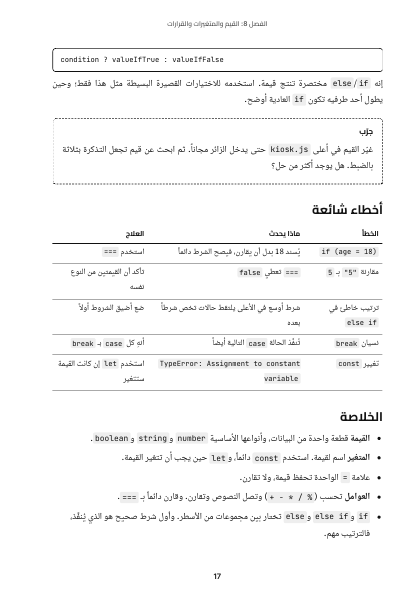 الفصل 8: القيم والمتغيرات والقرارات
condition ? valueIfTrue : valueIfFalse
إنه if/else مختصرة تنتج قيمة. استخدمه للاختيارات القصيرة البسيطة مثل هذا فقط؛ وحين
يطول أحد طرفيه تكون if العادية أوضح.
جرّب
غيّر القيم في أعلى kiosk.js حتى يدخل الزائر مجانًا. ثم ابحث عن قيم تجعل التذكرة بثلاثة
بالضبط. هل يوجد أكثر من حل؟
أخطاء شائعة
الخطأ ماذا يحدث العلاج
if (age = 18) يُسند 18 بدل أن يقارن، فيصح الشرط دائماً استخدم ===
مقارنة "5" بـ 5 === تعطي false تأكد أن القيمتين من النوع
نفسه
ترتيب خاطئ في شرط أوسع في الأعلى يلتقط حالات تخص شرطاً ضع أضيق الشروط أولاً
else if بعده
نسيان break تُنفَّذ الحالة case التالية أيضاً أنهِ كل case بـ break
تغيير const TypeError: Assignment to constant استخدم let إن كانت القيمة
variable ستتغير
الخلاصة
• القيمة قطعة واحدة من البيانات، وأنواعها الأساسية number و string و boolean.
• المتغير اسم لقيمة. استخدم const دائماً، و let حين يجب أن تتغير القيمة.
• علامة = الواحدة تحفظ قيمة، ولا تقارن.
• العوامل تحسب (+ - * / %) وتصل النصوص وتقارن. وقارن دائماً بـ ===.
• if و else if و else تختار بين مجموعات من الأسطر. وأول شرط صحيح هو الذي يُنفَّذ،
فالترتيب مهم.
17